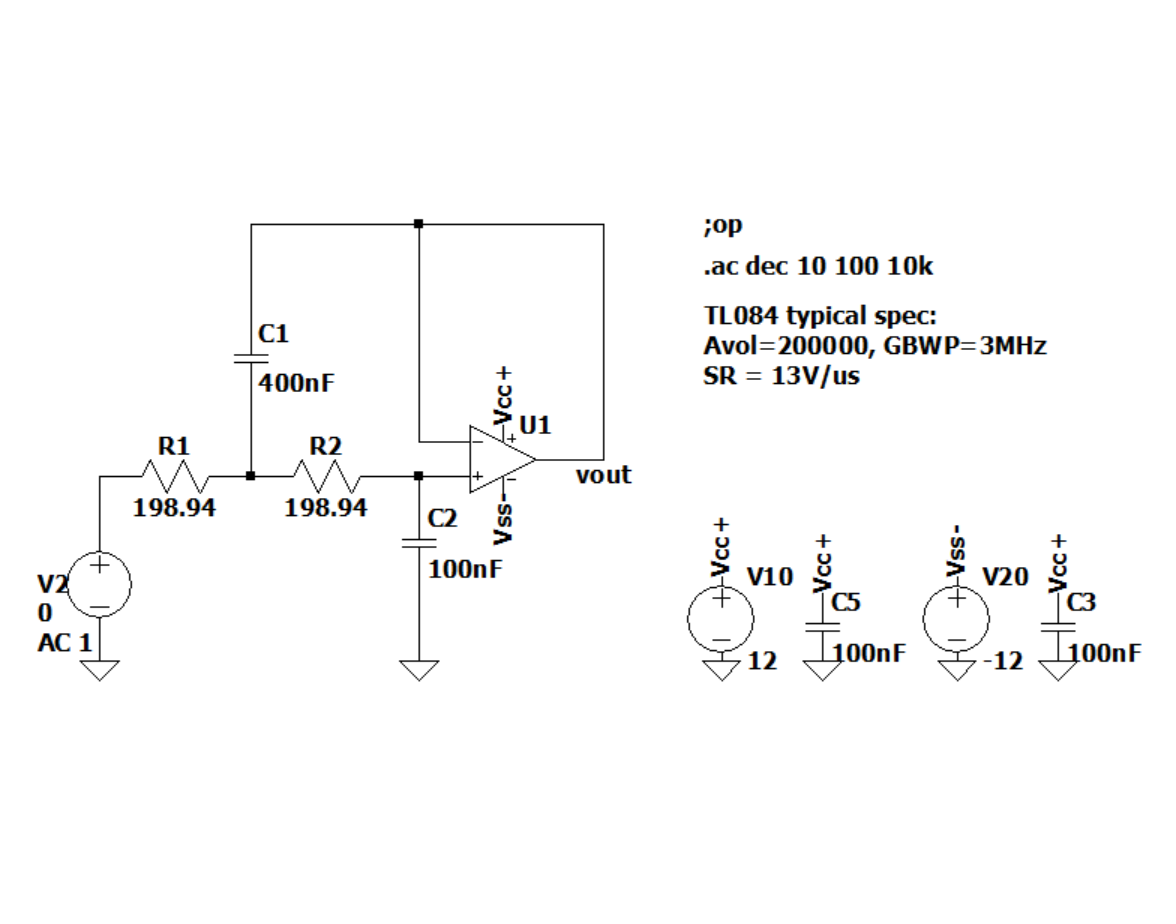 ;op
.ac dec 10 100 10k
TL084 typical spec:
Avol=200000, GBWP=3MHz
SR = 13V/us
C1
400nF
Vcc+
U1
R1
R2
vout
198.94
198.94
C2
Vss-
100nF
V2
0
AC 1
Vcc+
V10
12
Vcc+
C5
100nF
Vss-
V20
-12
Vcc+
C3
100nF